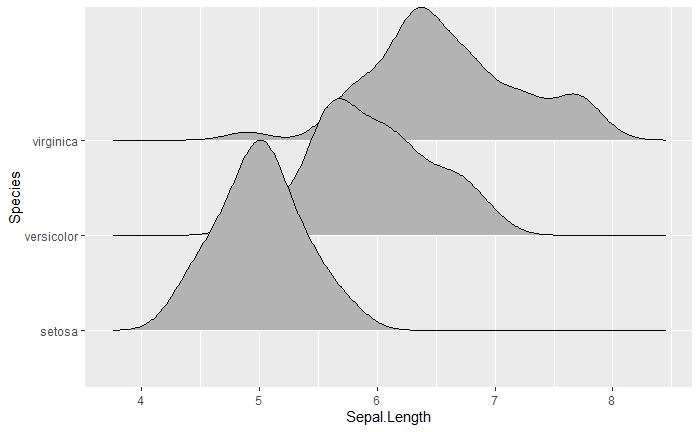 virginica
versicolor
setosa
Species
4 5 6 7 8
Sepal.Length